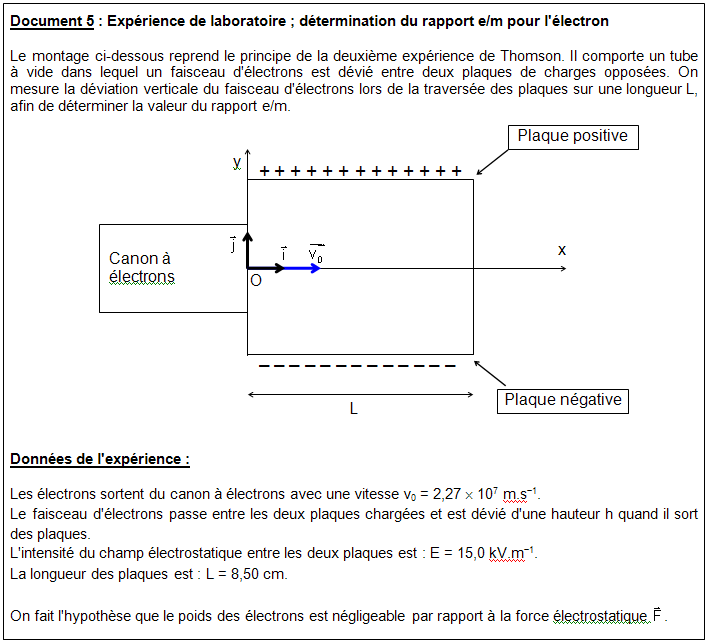 Document 5 : Expérience de laboratoire ; détermination du rapport e/m pour l'électron
Le montage ci-dessous reprend le principe de la deuxième expérience de Thomson. Il comporte un tube
à vide dans lequel un faisceau d'électrons est dévié entre deux plaques de charges opposées. On
mesure la déviation verticale du faisceau d'électrons lors de la traversée des plaques sur une longueur L,
afin de déterminer la valeur du rapport e/m.
Plaque positive
y
+ + + + + + + + + + + + +
j⃗
i⃗
v₀⃗
x
Canon à
électrons
O
– – – – – – – – – – – – –
Plaque négative
L
Données de l'expérience :
Les électrons sortent du canon à électrons avec une vitesse v₀ = 2,27 × 10⁷ m.s⁻¹.
Le faisceau d'électrons passe entre les deux plaques chargées et est dévié d'une hauteur h quand il sort
des plaques.
L'intensité du champ électrostatique entre les deux plaques est : E = 15,0 kV.m⁻¹.
La longueur des plaques est : L = 8,50 cm.
On fait l'hypothèse que le poids des électrons est négligeable par rapport à la force électrostatique F⃗ .